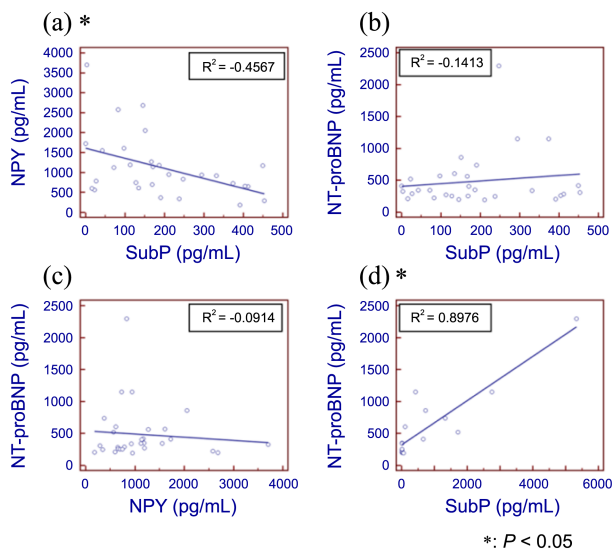 (a) *
R² = -0.4567
NPY (pg/mL)
4000
3500
3000
2500
2000
1500
1000
500
0
0 100 200 300 400 500
SubP (pg/mL)
(b)
R² = -0.1413
NT-proBNP (pg/mL)
2500
2000
1500
1000
500
0
0 100 200 300 400 500
SubP (pg/mL)
(c)
R² = -0.0914
NT-proBNP (pg/mL)
2500
2000
1500
1000
500
0
0 1000 2000 3000 4000
NPY (pg/mL)
(d) *
R² = 0.8976
NT-proBNP (pg/mL)
2500
2000
1500
1000
500
0
0 2000 4000 6000
SubP (pg/mL)
*: P < 0.05